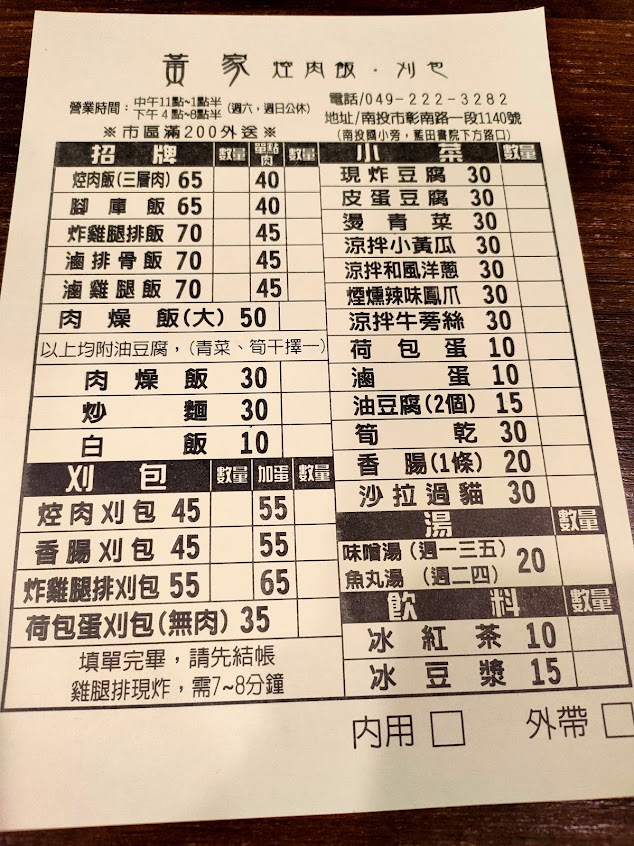 黃家 焢肉飯・刈包
營業時間：中午11點~1點半 下午4點~8點半 (週六，週日公休)
※市區滿200外送※
電話/049-222-3282
地址/南投市彰南路一段1140號
(南投國小旁，藍田書院下方路口)
招牌 數量 單點肉 數量
焢肉飯(三層肉) 65 40
腳庫飯 65 40
炸雞腿排飯 70 45
滷排骨飯 70 45
滷雞腿飯 70 45
肉燥飯(大) 50
以上均附油豆腐，(青菜、筍干擇一)
肉燥飯 30
炒麵 30
白飯 10
刈包 數量 加蛋 數量
焢肉刈包 45 55
香腸刈包 45 55
炸雞腿排刈包 55 65
荷包蛋刈包(無肉) 35
填單完畢，請先結帳
雞腿排現炸，需7~8分鐘
小菜 數量
現炸豆腐 30
皮蛋豆腐 30
燙青菜 30
涼拌小黃瓜 30
涼拌和風洋蔥 30
煙燻辣味鳳爪 30
涼拌牛蒡絲 30
荷包蛋 10
滷蛋 10
油豆腐(2個) 15
筍乾 30
香腸(1條) 20
沙拉過貓 30
湯 數量
味噌湯(週一三五) 20
魚丸湯(週二四)
飲料 數量
冰紅茶 10
冰豆漿 15
內用 □ 外帶 □